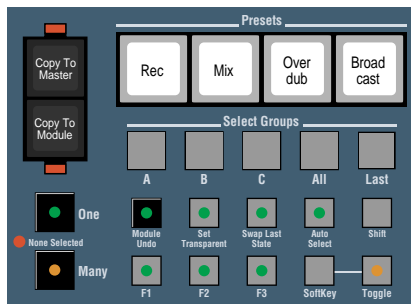 Presets
Copy To
Master
Rec
Mix
Over
dub
Broad
cast
Copy To
Module
Select Groups
A
B
C
All
Last
One
None Selected
Many
Module
Undo
Set
Transparent
Swap Last
State
Auto
Select
Shift
F1
F2
F3
SoftKey
Toggle